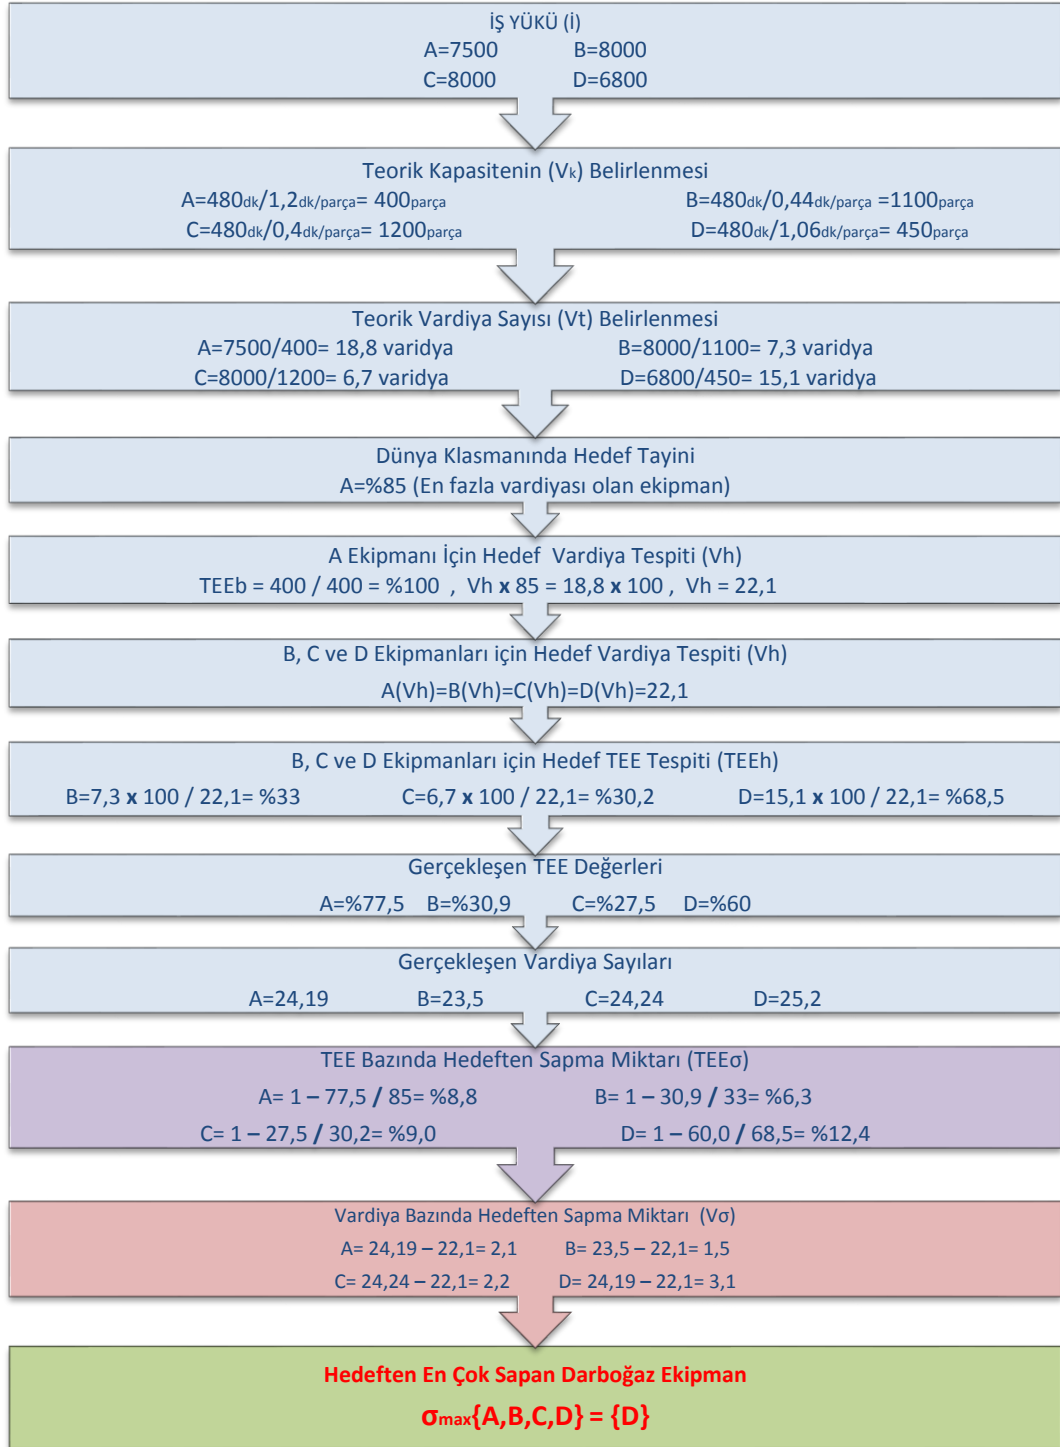 İŞ YÜKÜ (İ)
A=7500 B=8000
C=8000 D=6800
Teorik Kapasitenin (Vk) Belirlenmesi
A=480dk/1,2dk/parça= 400parça B=480dk/0,44dk/parça =1100parça
C=480dk/0,4dk/parça= 1200parça D=480dk/1,06dk/parça= 450parça
Teorik Vardiya Sayısı (Vt) Belirlenmesi
A=7500/400= 18,8 varidya B=8000/1100= 7,3 varidya
C=8000/1200= 6,7 varidya D=6800/450= 15,1 varidya
Dünya Klasmanında Hedef Tayini
A=%85 (En fazla vardiyası olan ekipman)
A Ekipmanı İçin Hedef Vardiya Tespiti (Vh)
TEEb = 400 / 400 = %100 , Vh x 85 = 18,8 x 100 , Vh = 22,1
B, C ve D Ekipmanları için Hedef Vardiya Tespiti (Vh)
A(Vh)=B(Vh)=C(Vh)=D(Vh)=22,1
B, C ve D Ekipmanları için Hedef TEE Tespiti (TEEh)
B=7,3 x 100 / 22,1= %33 C=6,7 x 100 / 22,1= %30,2 D=15,1 x 100 / 22,1= %68,5
Gerçekleşen TEE Değerleri
A=%77,5 B=%30,9 C=%27,5 D=%60
Gerçekleşen Vardiya Sayıları
A=24,19 B=23,5 C=24,24 D=25,2
TEE Bazında Hedeften Sapma Miktarı (TEEσ)
A= 1 – 77,5 / 85= %8,8 B= 1 – 30,9 / 33= %6,3
C= 1 – 27,5 / 30,2= %9,0 D= 1 – 60,0 / 68,5= %12,4
Vardiya Bazında Hedeften Sapma Miktarı (Vσ)
A= 24,19 – 22,1= 2,1 B= 23,5 – 22,1= 1,5
C= 24,24 – 22,1= 2,2 D= 24,19 – 22,1= 3,1
Hedeften En Çok Sapan Darboğaz Ekipman
σmax{A,B,C,D} = {D}